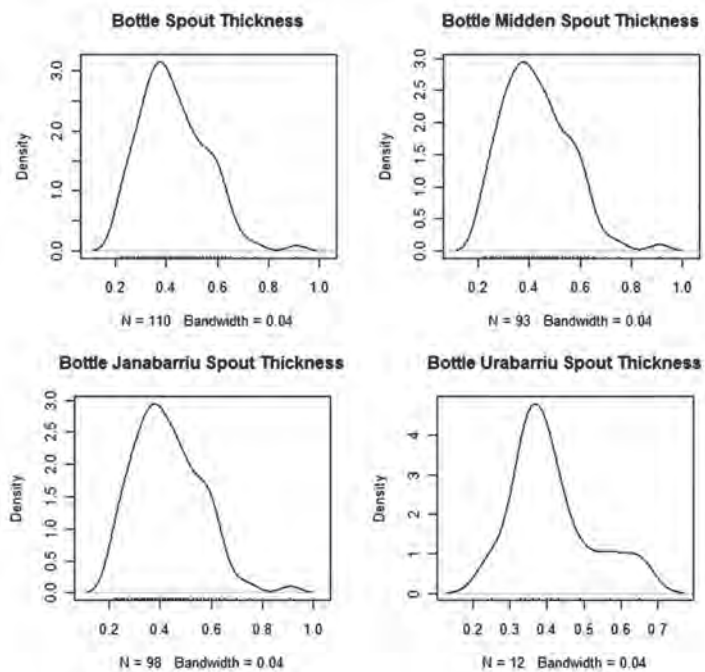 Bottle Spout Thickness
Density
0.0 1.0 2.0 3.0
0.2 0.4 0.6 0.8 1.0
N = 110 Bandwidth = 0.04
Bottle Midden Spout Thickness
Density
0.0 0.5 1.0 1.5 2.0 2.5 3.0
0.2 0.4 0.6 0.8 1.0
N = 93 Bandwidth = 0.04
Bottle Janabarriu Spout Thickness
Density
0.0 0.5 1.0 1.5 2.0 2.5 3.0
0.2 0.4 0.6 0.8 1.0
N = 98 Bandwidth = 0.04
Bottle Urabarriu Spout Thickness
Density
0 1 2 3 4
0.2 0.3 0.4 0.5 0.6 0.7
N = 12 Bandwidth = 0.04